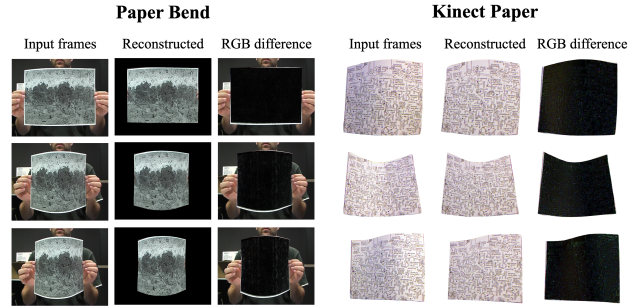 Paper Bend
Kinect Paper
Input frames Reconstructed RGB difference
Input frames Reconstructed RGB difference